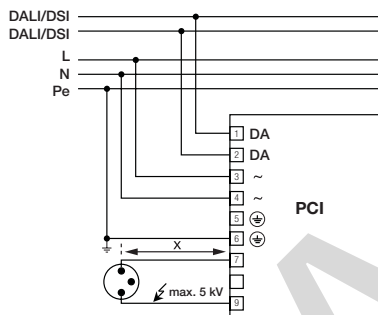 DALI/DSI
DALI/DSI
L
N
Pe
1 DA
2 DA
3 ~
4 ~
PCI
5
6
X
7
max. 5 kV
9